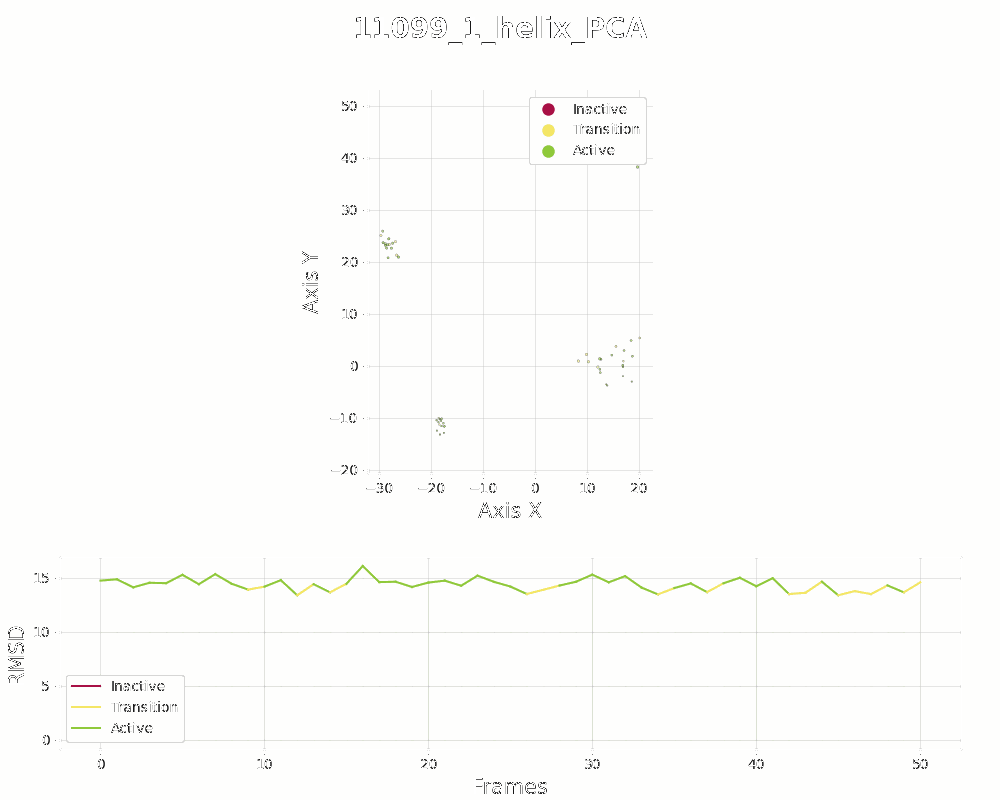 11099_1_helix_PCA
50
40
30
20
10
0
−10
−20
Axis Y
Inactive
Transition
Active
−30 −20 −10 0 10 20
Axis X
15
10
5
0
RMSD
Inactive
Transition
Active
0 10 20 30 40 50
Frames